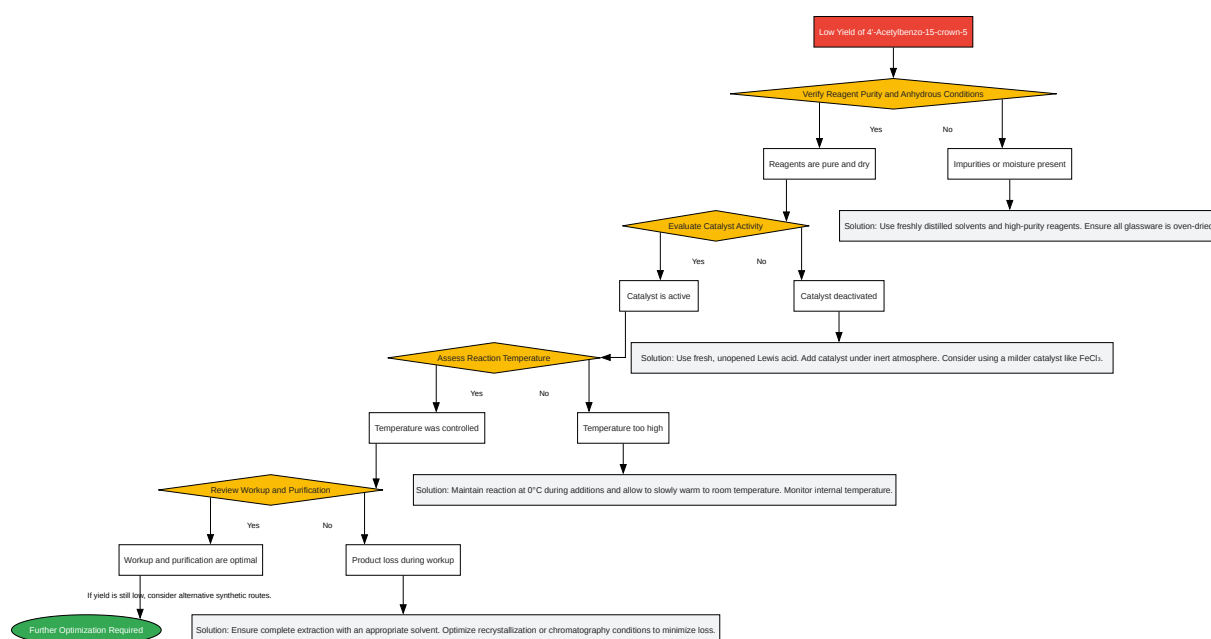 Low Yield of 4'-Acetylbenzo-15-crown-5
Verify Reagent Purity and Anhydrous Conditions
Yes
No
Reagents are pure and dry
Impurities or moisture present
Evaluate Catalyst Activity
Solution: Use freshly distilled solvents and high-purity reagents. Ensure all glassware is oven-dried
Yes
No
Catalyst is active
Catalyst deactivated
Assess Reaction Temperature
Solution: Use fresh, unopened Lewis acid. Add catalyst under inert atmosphere. Consider using a milder catalyst like FeCl₃.
Yes
No
Temperature was controlled
Temperature too high
Review Workup and Purification
Solution: Maintain reaction at 0°C during additions and allow to slowly warm to room temperature. Monitor internal temperature.
Yes
No
Workup and purification are optimal
Product loss during workup
If yield is still low, consider alternative synthetic routes.
Further Optimization Required
Solution: Ensure complete extraction with an appropriate solvent. Optimize recrystallization or chromatography conditions to minimize loss.